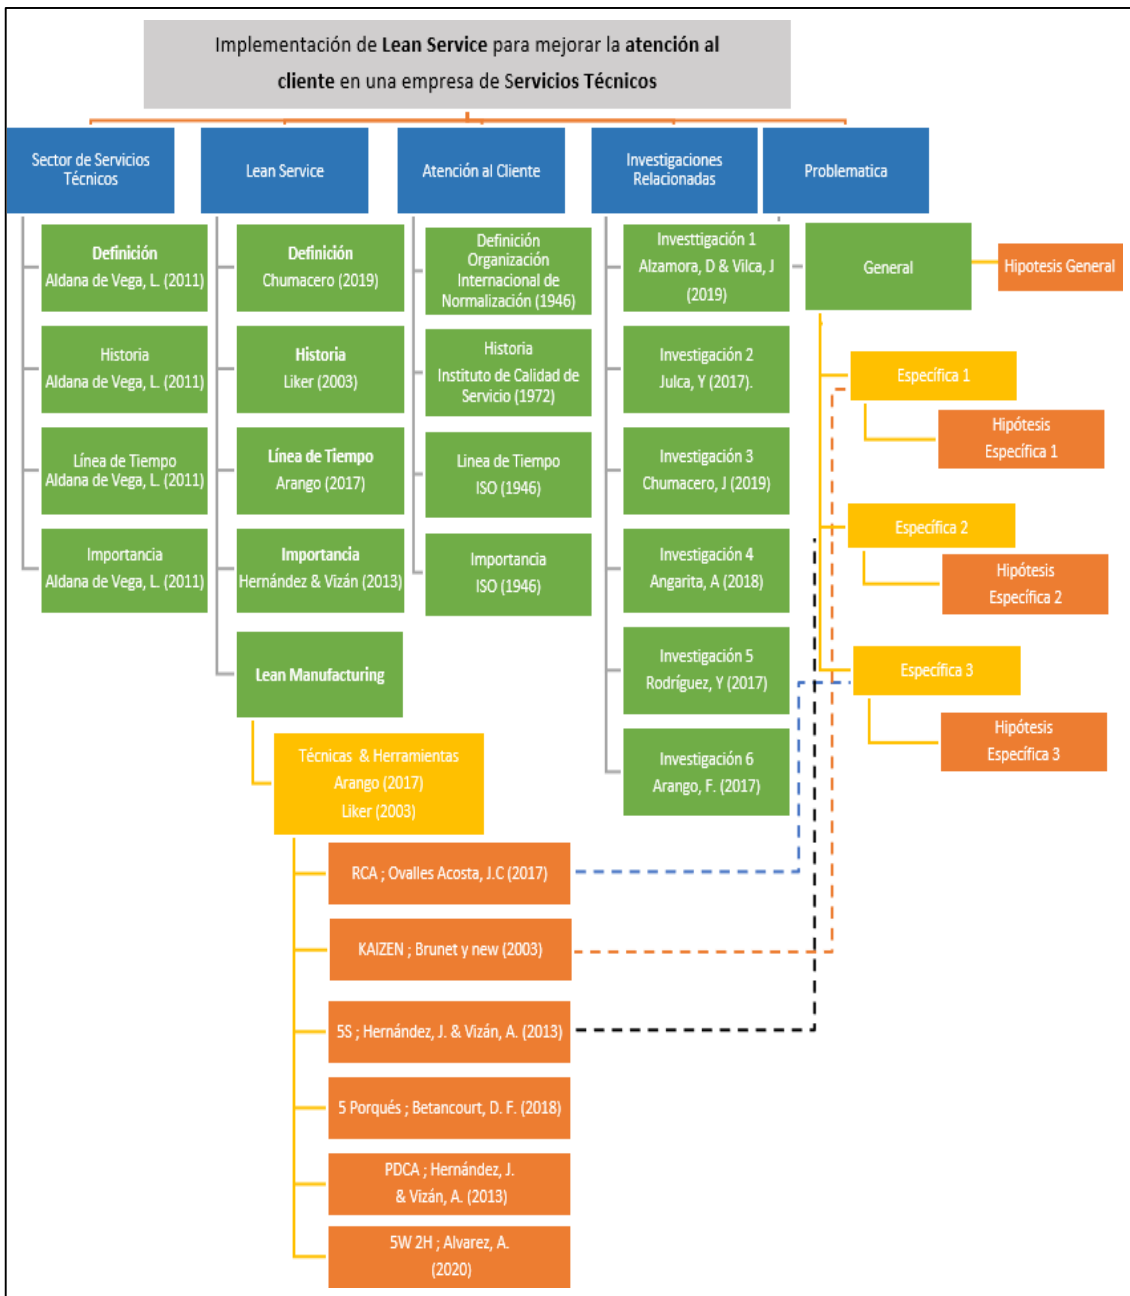 Implementación de Lean Service para mejorar la atención al
cliente en una empresa de Servicios Técnicos
Sector de Servicios
Técnicos
Lean Service
Atención al Cliente
Investigaciones
Relacionadas
Problematica
Definición
Aldana de Vega, L. (2011)
Historia
Aldana de Vega, L. (2011)
Línea de Tiempo
Aldana de Vega, L. (2011)
Importancia
Aldana de Vega, L. (2011)
Definición
Chumacero (2019)
Historia
Liker (2003)
Línea de Tiempo
Arango (2017)
Importancia
Hernández & Vizán (2013)
Lean Manufacturing
Técnicas & Herramientas
Arango (2017)
Liker (2003)
RCA ; Ovalles Acosta, J.C (2017)
KAIZEN ; Brunet y new (2003)
5S ; Hernández, J. & Vizán, A. (2013)
5 Porqués ; Betancourt, D. F. (2018)
PDCA ; Hernández, J.
& Vizán, A. (2013)
5W 2H ; Alvarez, A.
(2020)
Definición
Organización
Internacional de
Normalización (1946)
Historia
Instituto de Calidad de
Servicio (1972)
Linea de Tiempo
ISO (1946)
Importancia
ISO (1946)
Investtigación 1
Alzamora, D & Vilca, J
(2019)
Investigación 2
Julca, Y (2017).
Investigación 3
Chumacero, J (2019)
Investigación 4
Angarita, A (2018)
Investigación 5
Rodríguez, Y (2017)
Investigación 6
Arango, F. (2017)
General
Hipotesis General
Específica 1
Hipótesis
Específica 1
Específica 2
Hipótesis
Específica 2
Específica 3
Hipótesis
Específica 3